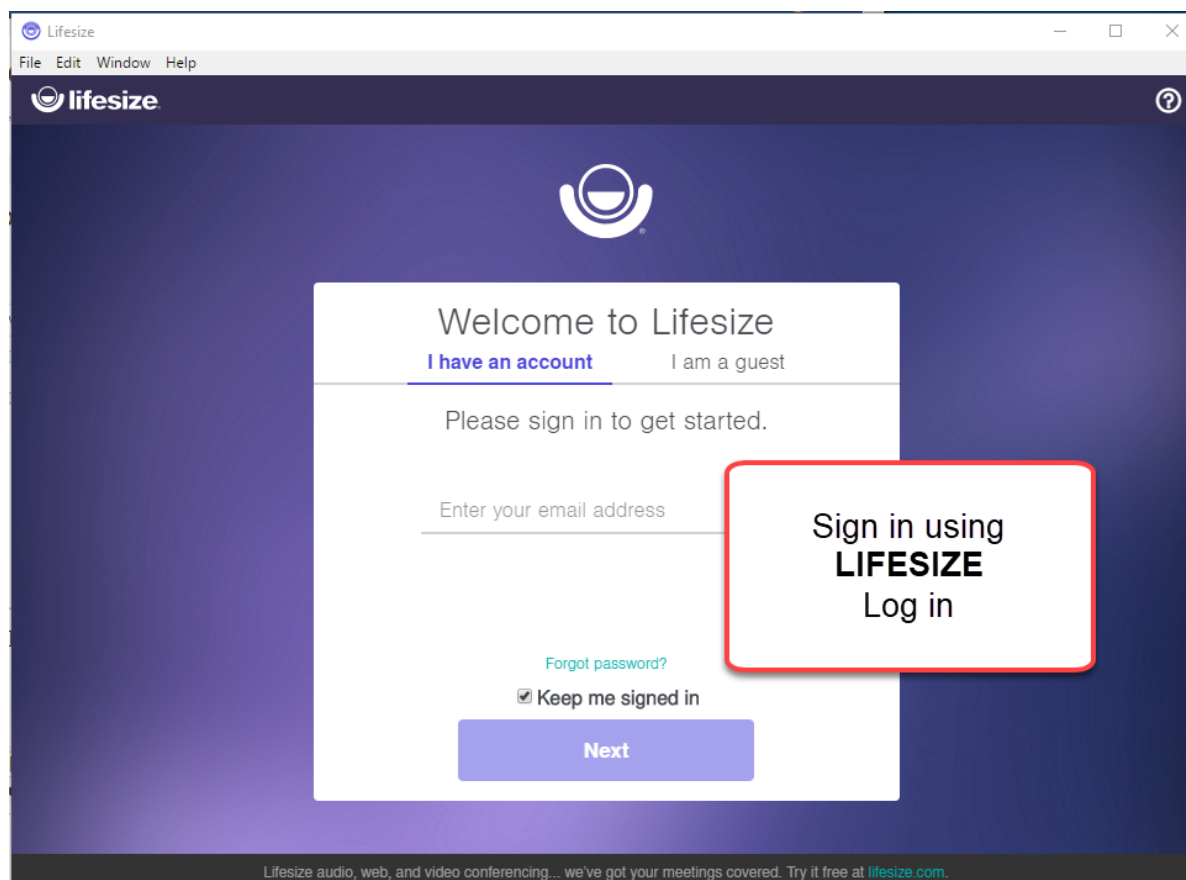 Lifesize
File Edit Window Help
lifesize
Welcome to Lifesize
I have an account I am a guest
Please sign in to get started.
Enter your email address
Sign in using
LIFESIZE
Log in
Forgot password?
Keep me signed in
Next
Lifesize audio, web, and video conferencing... we've got your meetings covered. Try it free at lifesize.com.